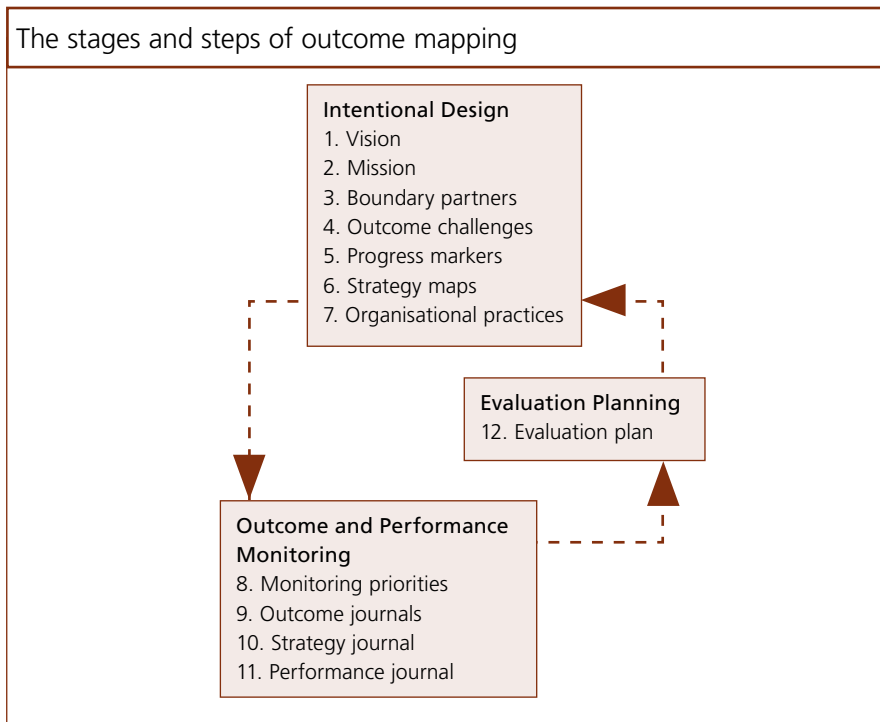 The stages and steps of outcome mapping
Intentional Design
1. Vision
2. Mission
3. Boundary partners
4. Outcome challenges
5. Progress markers
6. Strategy maps
7. Organisational practices
Evaluation Planning
12. Evaluation plan
Outcome and Performance
Monitoring
8. Monitoring priorities
9. Outcome journals
10. Strategy journal
11. Performance journal